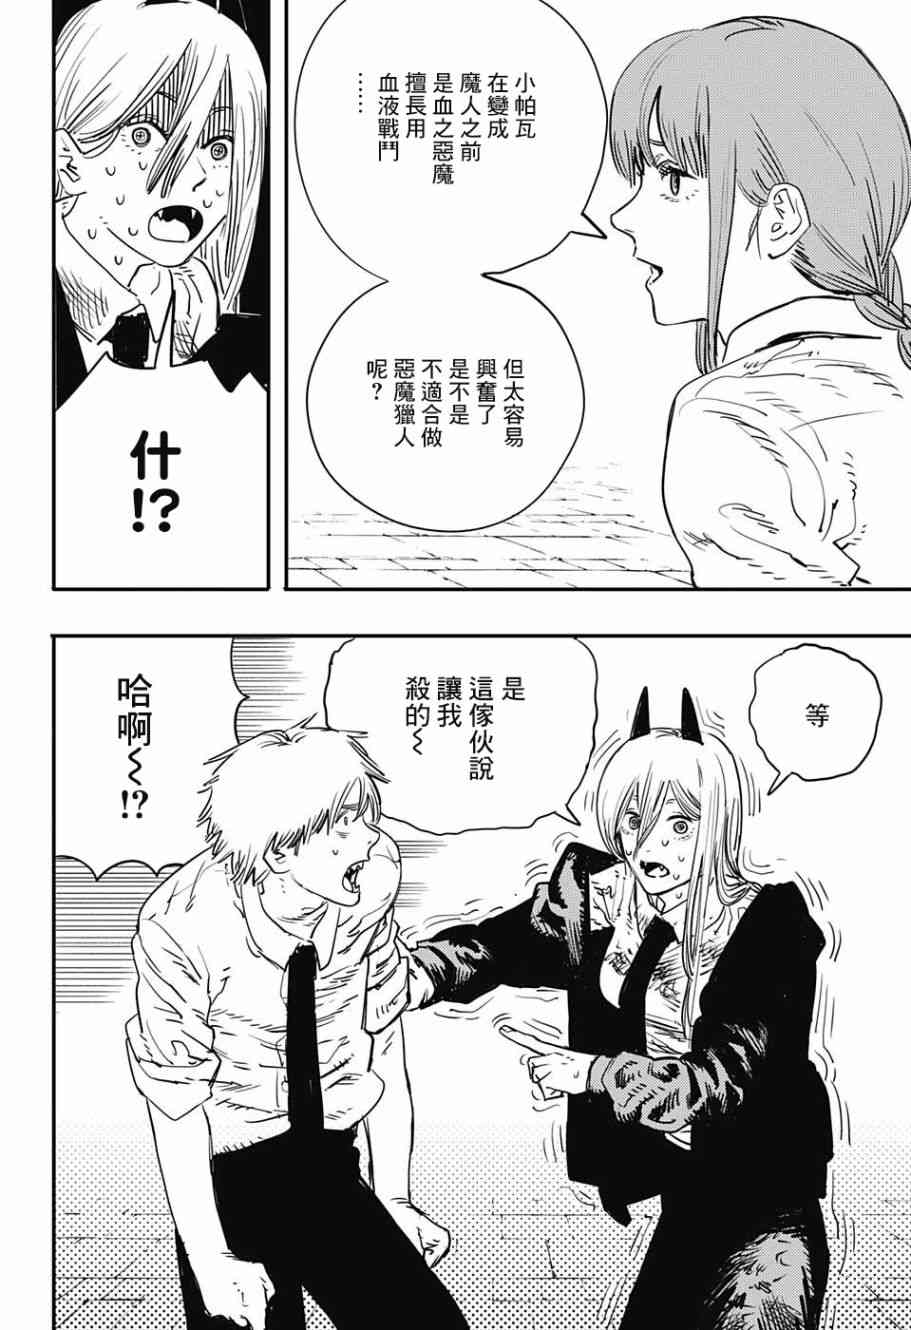 小帕瓦
在變成
魔人之前
是血之惡魔
擅長用
血液戰鬥
……
但太容易
興奮了
是不是
不適合做
惡魔獵人
呢？
什
!?
等
是
這傢伙說
讓我
殺的～
哈啊～!?